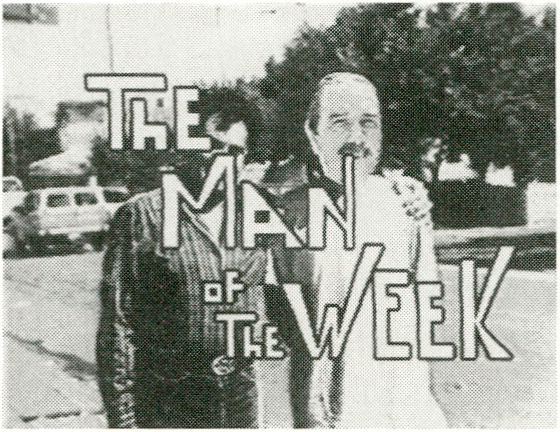 The
MAN
OF
The WEEK